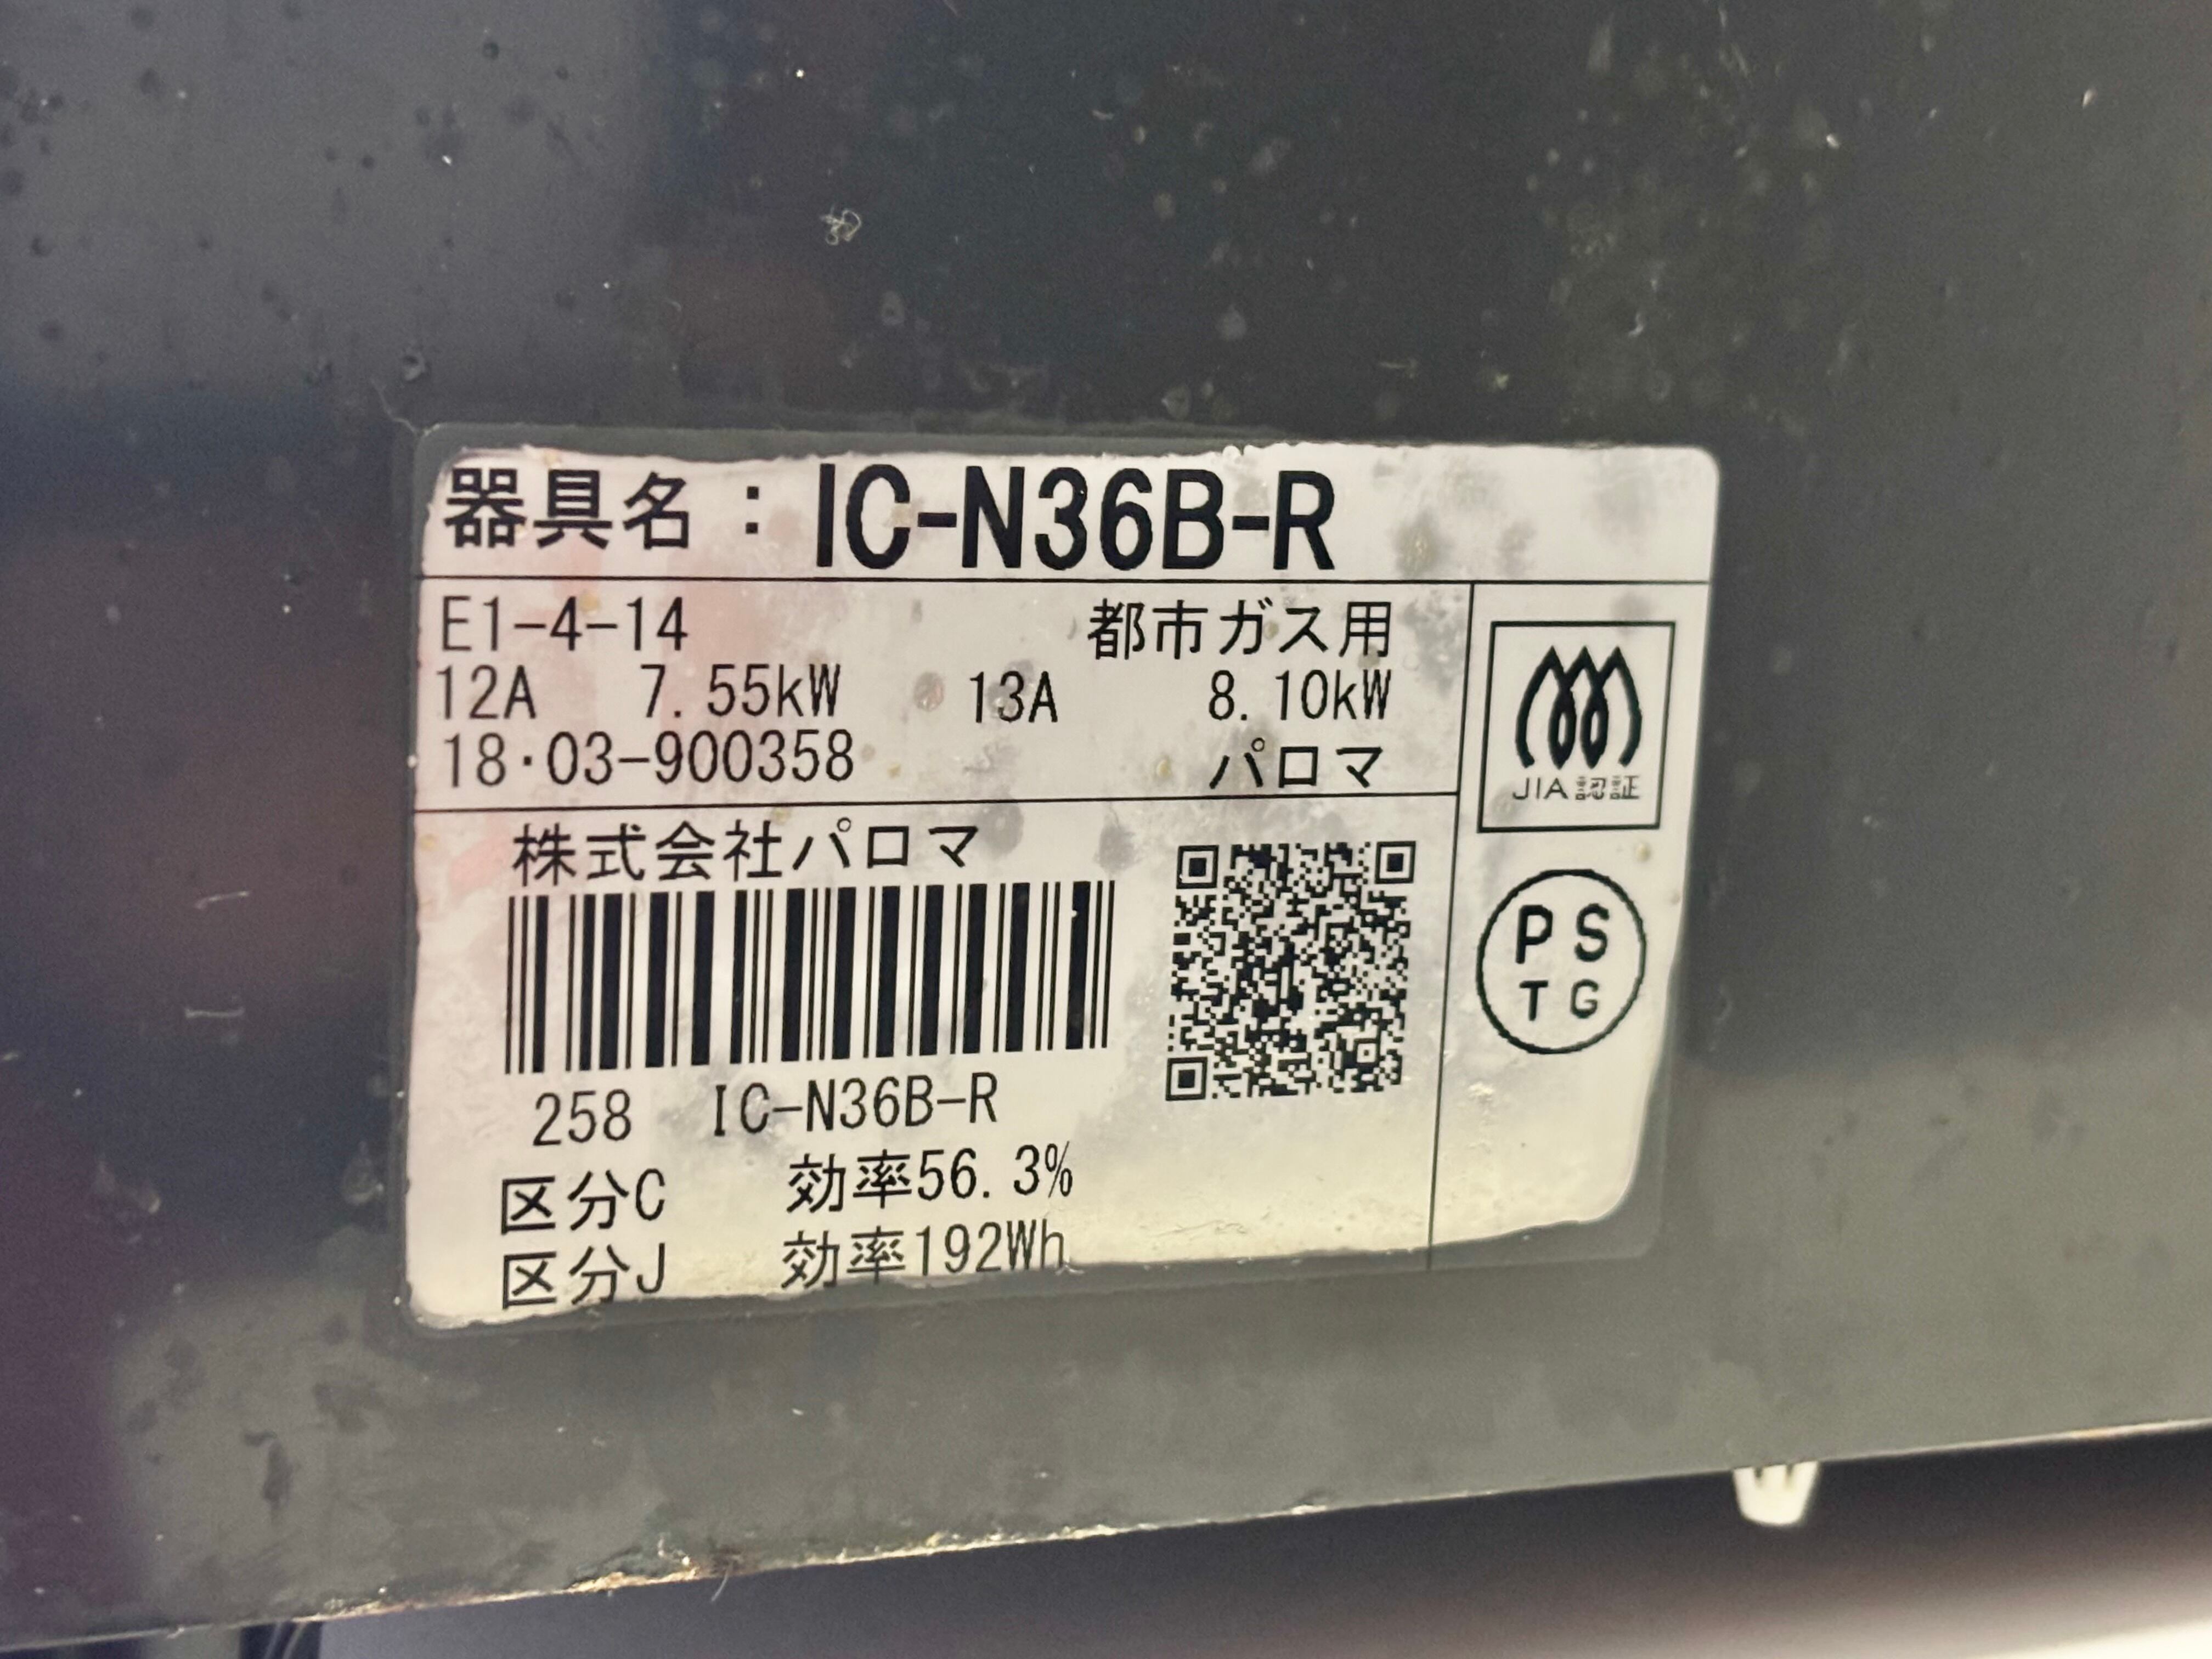 器具名：IC-N36B-R
E1-4-14 都市ガス用
12A 7.55kW 13A 8.10kW
18・03-900358 パロマ
JIA認証
株式会社パロマ
PS
TG
258 IC-N36B-R
区分C 効率56.3%
区分J 効率192Wh